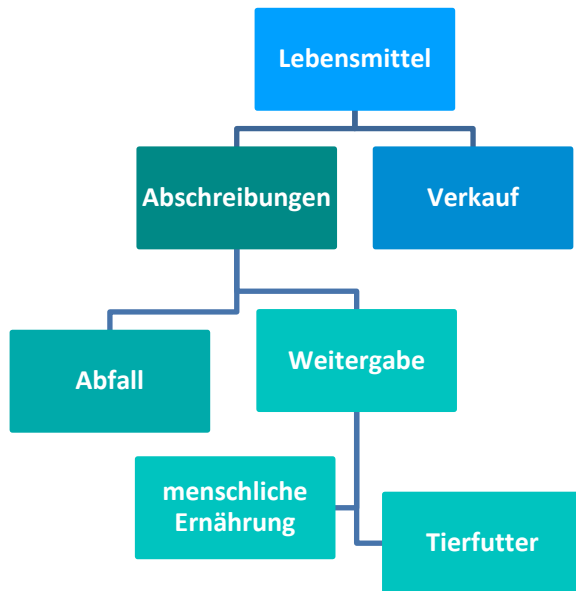 Lebensmittel
Abschreibungen
Verkauf
Abfall
Weitergabe
menschliche
Ernährung
Tierfutter